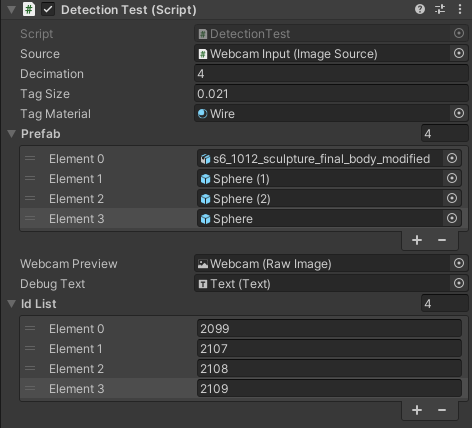 Detection Test (Script)
Script DetectionTest
Source Webcam Input (Image Source)
Decimation 4
Tag Size 0.021
Tag Material Wire
Prefab 4
Element 0 s6_1012_sculpture_final_body_modified
Element 1 Sphere (1)
Element 2 Sphere (2)
Element 3 Sphere
Webcam Preview Webcam (Raw Image)
Debug Text Text (Text)
Id List 4
Element 0 2099
Element 1 2107
Element 2 2108
Element 3 2109